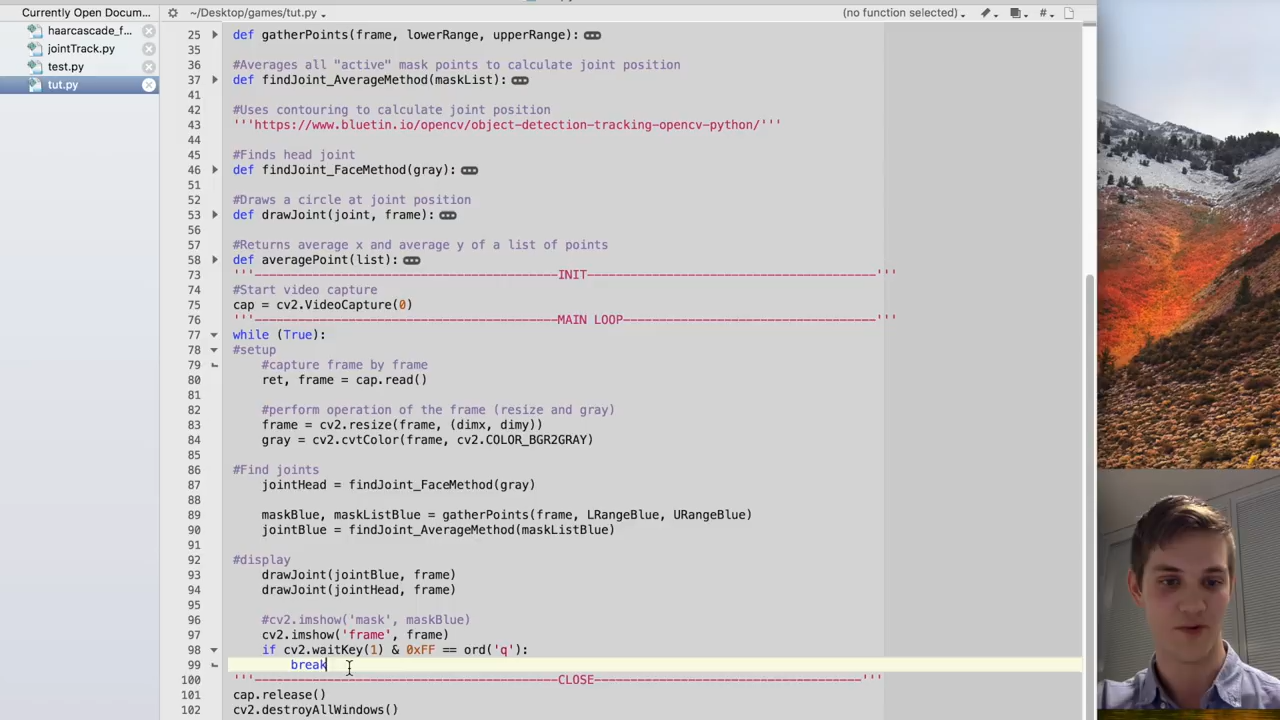 Currently Open Docum...
~/Desktop/games/tut.py
(no function selected)
#
haarcascade_f...
jointTrack.py
test.py
tut.py
25 def gatherPoints(frame, lowerRange, upperRange):
35
36 #Averages all "active" mask points to calculate joint position
37 def findJoint_AverageMethod(maskList):
41
42 #Uses contouring to calculate joint position
43 '''https://www.bluetin.io/opencv/object-detection-tracking-opencv-python/'''
44
45 #Finds head joint
46 def findJoint_FaceMethod(gray):
51
52 #Draws a circle at joint position
53 def drawJoint(joint, frame):
56
57 #Returns average x and average y of a list of points
58 def averagePoint(list):
73 '''------------------------------------------INIT----------------------------------------'''
74 #Start video capture
75 cap = cv2.VideoCapture(0)
76 '''------------------------------------------MAIN LOOP-----------------------------------'''
77 while (True):
78 #setup
79 #capture frame by frame
80 ret, frame = cap.read()
81
82 #perform operation of the frame (resize and gray)
83 frame = cv2.resize(frame, (dimx, dimy))
84 gray = cv2.cvtColor(frame, cv2.COLOR_BGR2GRAY)
85
86 #Find joints
87 jointHead = findJoint_FaceMethod(gray)
88
89 maskBlue, maskListBlue = gatherPoints(frame, LRangeBlue, URangeBlue)
90 jointBlue = findJoint_AverageMethod(maskListBlue)
91
92 #display
93 drawJoint(jointBlue, frame)
94 drawJoint(jointHead, frame)
95
96 #cv2.imshow('mask', maskBlue)
97 cv2.imshow('frame', frame)
98 if cv2.waitKey(1) & 0xFF == ord('q'):
99 break
100 '''------------------------------------------CLOSE-------------------------------------'''
101 cap.release()
102 cv2.destroyAllWindows()